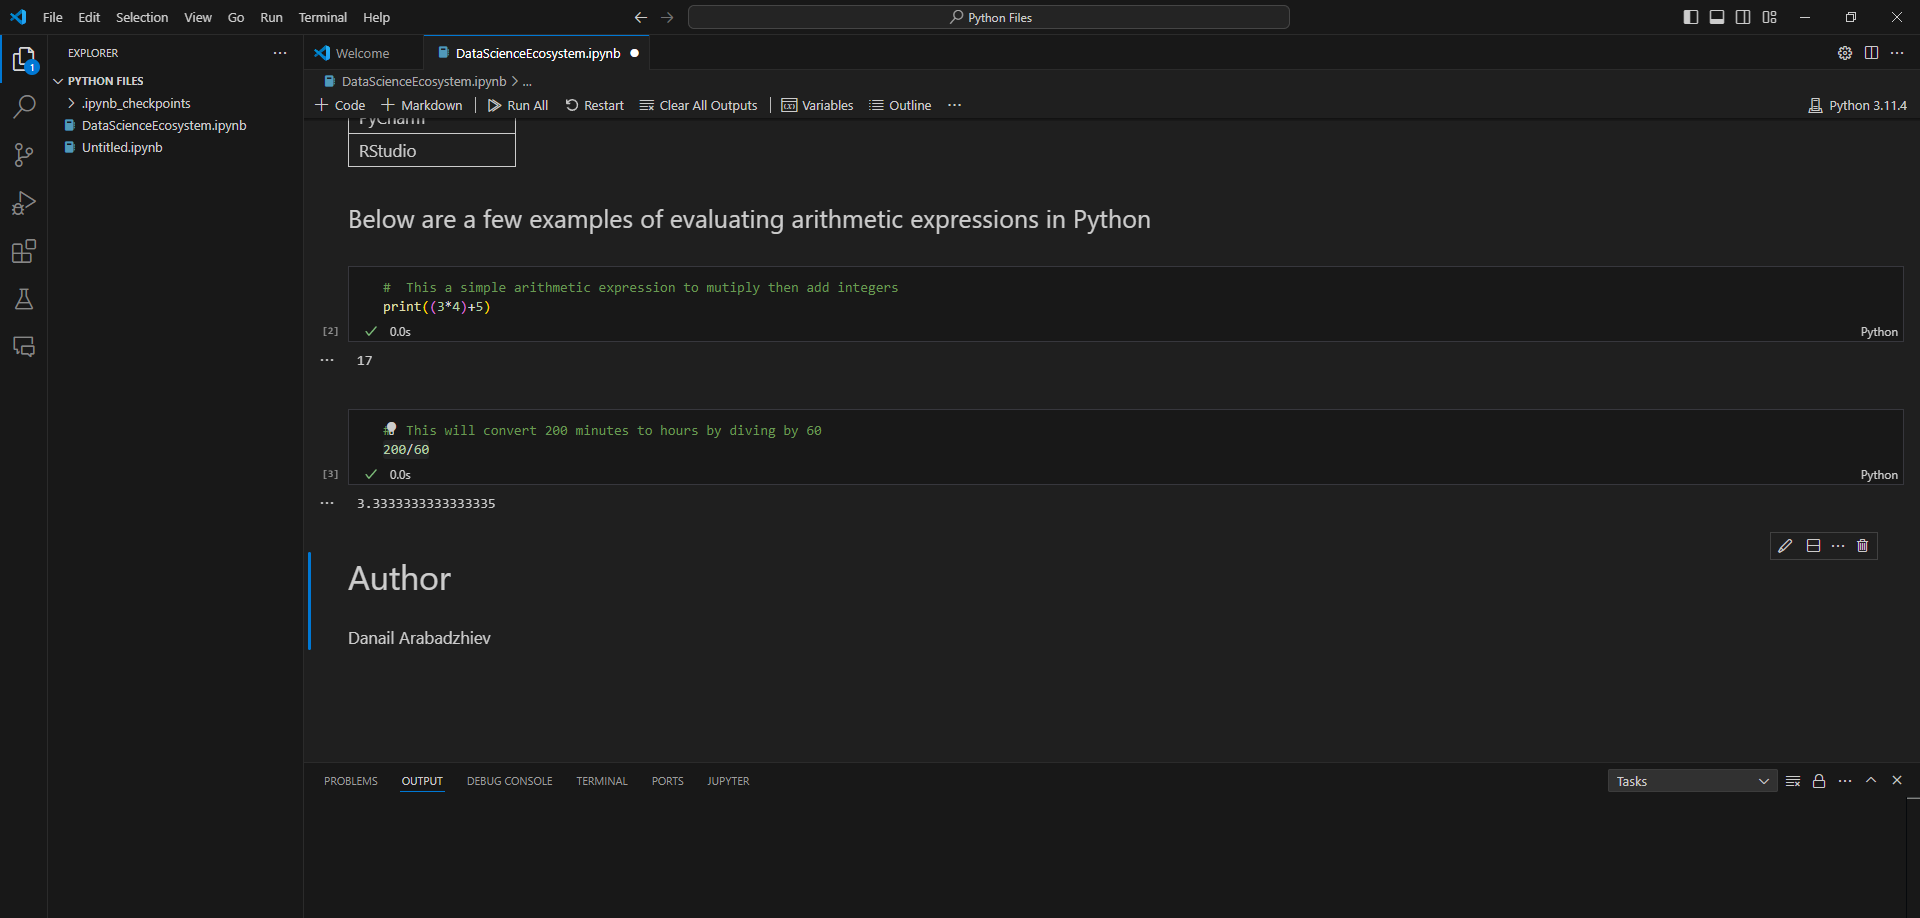 File Edit Selection View Go Run Terminal Help
Python Files
EXPLORER
PYTHON FILES
.ipynb_checkpoints
DataScienceEcosystem.ipynb
Untitled.ipynb
1
Welcome
DataScienceEcosystem.ipynb
DataScienceEcosystem.ipynb > ...
Code Markdown Run All Restart Clear All Outputs Variables Outline ...
Python 3.11.4
PyCharm
RStudio
Below are a few examples of evaluating arithmetic expressions in Python
#  This a simple arithmetic expression to mutiply then add integers
print((3*4)+5)
[2] 0.0s
Python
17
#  This will convert 200 minutes to hours by diving by 60
200/60
[3] 0.0s
Python
3.3333333333333335
Author
Danail Arabadzhiev
PROBLEMS OUTPUT DEBUG CONSOLE TERMINAL PORTS JUPYTER
Tasks